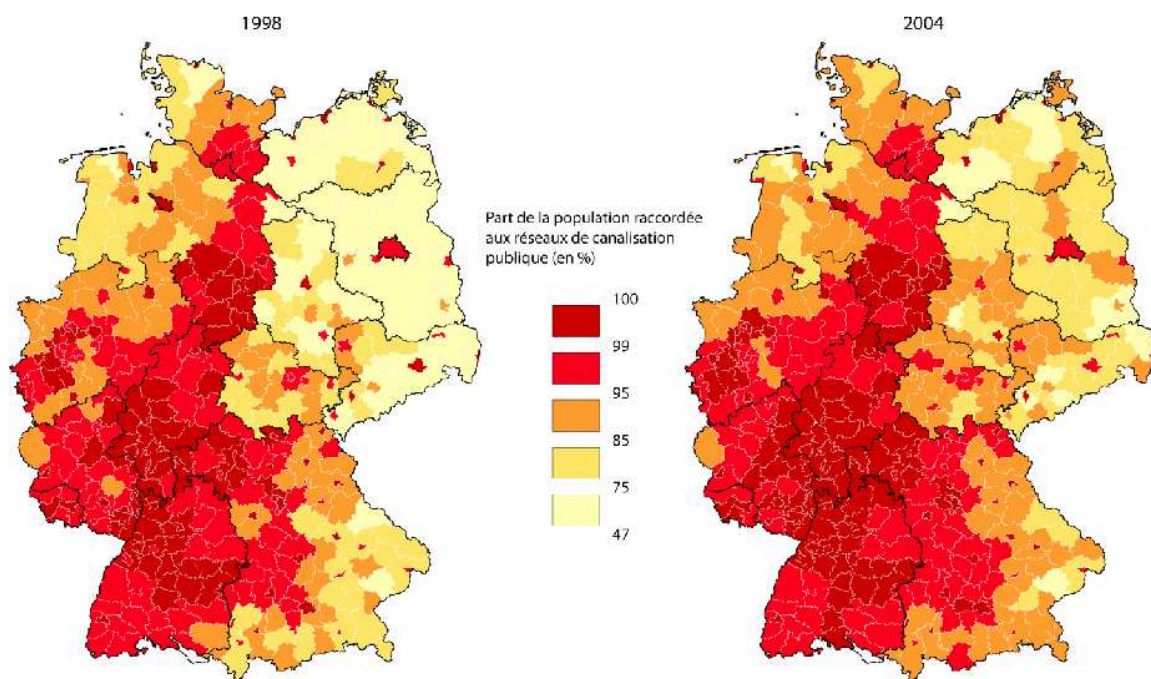 1998
2004
Part de la population raccordée
aux réseaux de canalisation
publique (en %)
100
99
95
85
75
47